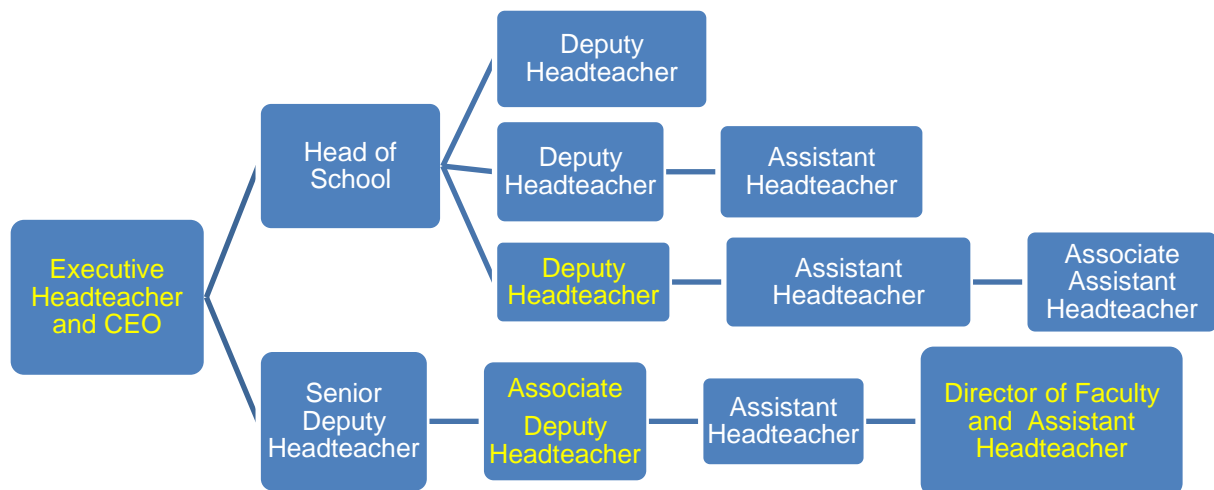 Deputy
Headteacher
Head of
School
Deputy
Headteacher
Assistant
Headteacher
Executive
Headteacher
and CEO
Deputy
Headteacher
Assistant
Headteacher
Associate
Assistant
Headteacher
Senior
Deputy
Headteacher
Associate
Deputy
Headteacher
Assistant
Headteacher
Director of Faculty
and Assistant
Headteacher